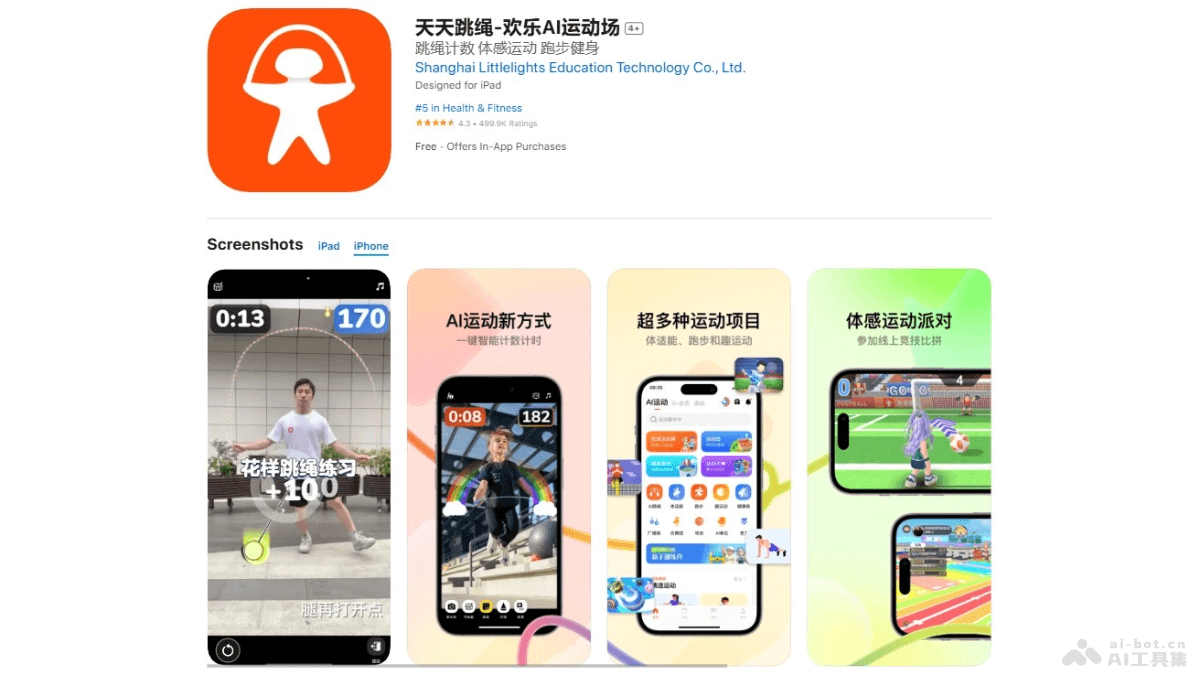 天天跳绳-欢乐AI运动场 4+
跳绳计数 体感运动 跑步健身
Shanghai Littlelights Education Technology Co., Ltd.
Designed for iPad
#5 in Health & Fitness
4.3 • 499.9K Ratings
Free · Offers In-App Purchases
Screenshots iPad iPhone
0:13 170
花样跳绳练习
+10
腿再打开点
AI运动新方式
一键智能计数计时
0:08 182
超多种运动项目
体适能、跑步和趣运动
AI运动
体感运动派对
参加线上竞技比拼
0 GO! 4
ai-bot.cn
AI工具集